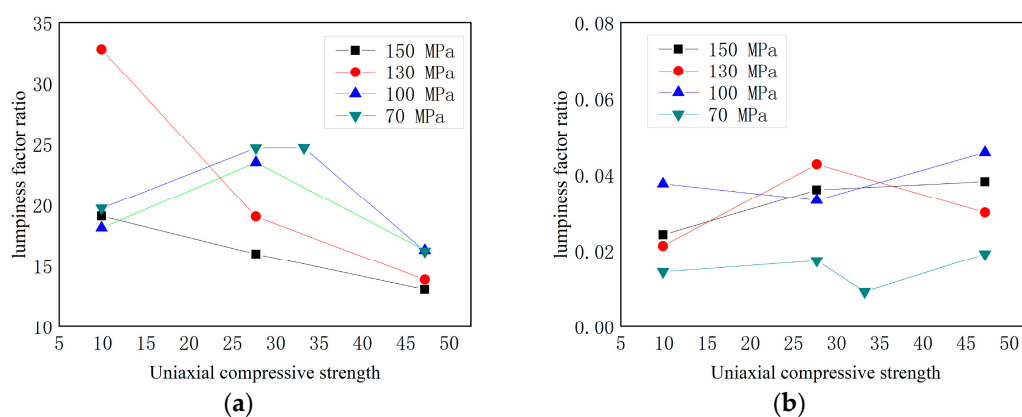 35
30
25
20
15
10
lumpiness factor ratio
150 MPa
130 MPa
100 MPa
70 MPa
5 10 15 20 25 30 35 40 45 50
Uniaxial compressive strength
(a)
0.08
0.06
0.04
0.02
0.00
lumpiness factor ratio
150 MPa
130 MPa
100 MPa
70 MPa
5 10 15 20 25 30 35 40 45 50
Uniaxial compressive strength
(b)